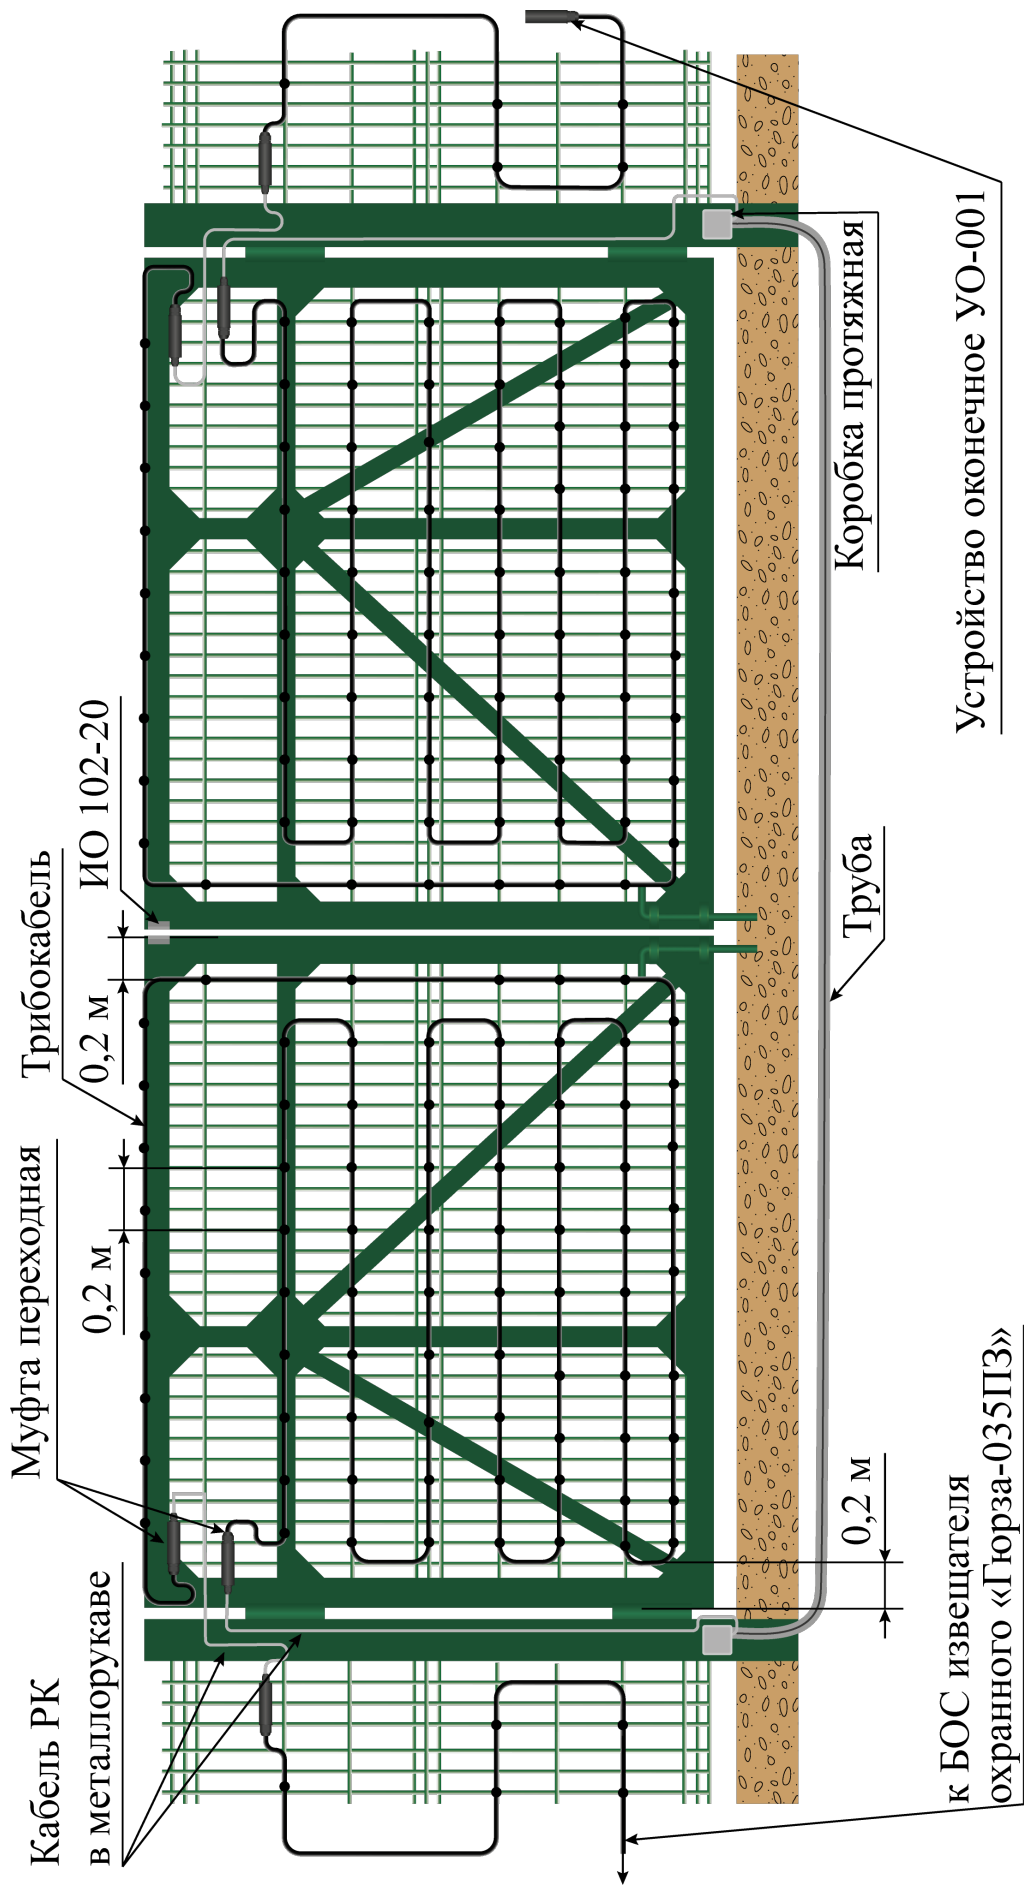 Кабель РК
в металлорукаве
Муфта переходная
0,2 м
Трибокабель
0,2 м
ИО 102-20
0,2 м
Труба
Коробка протяжная
Устройство оконечное УО-001
к БОС извещателя
охранного «Гюрза-035ПЗ»